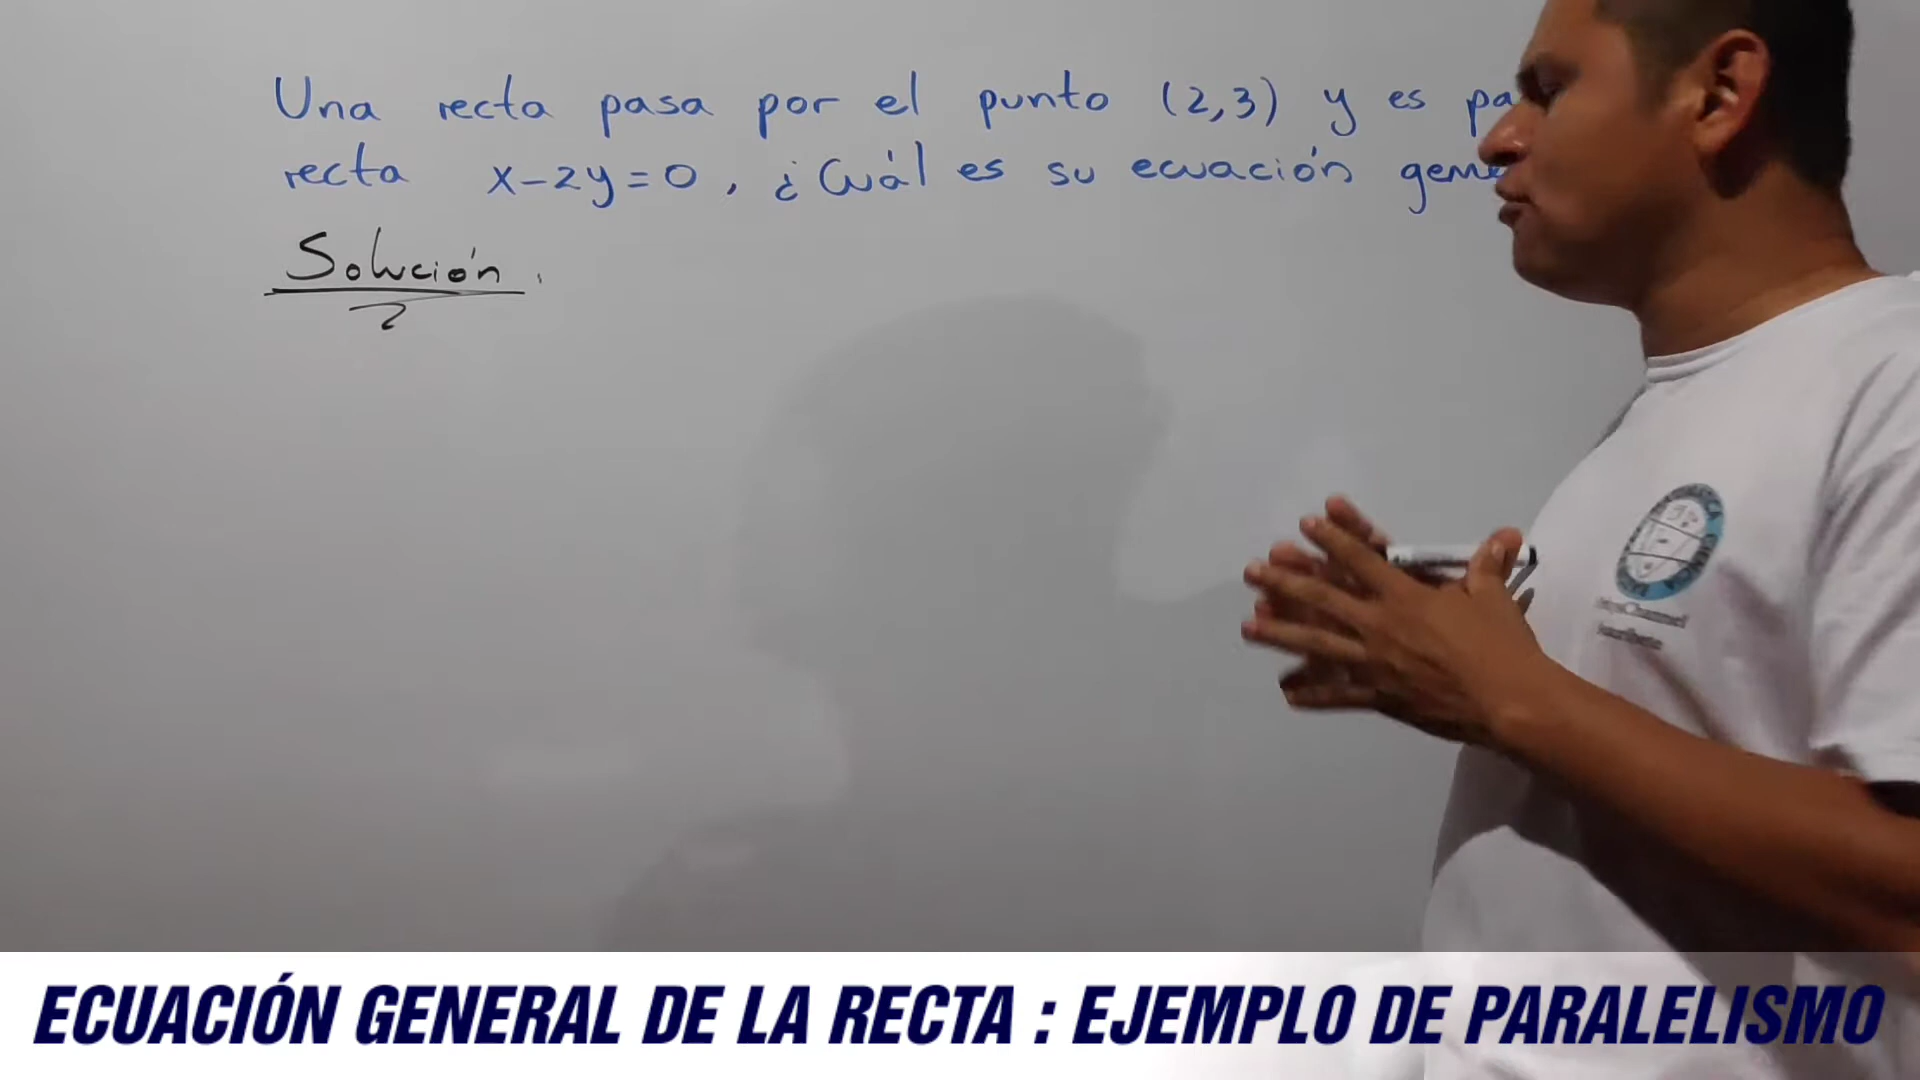 Una recta pasa por el punto (2,3) y es pa
recta x-2y=0, ¿Cuál es su ecuación gene
Solución.
ECUACIÓN GENERAL DE LA RECTA : EJEMPLO DE PARALELISMO